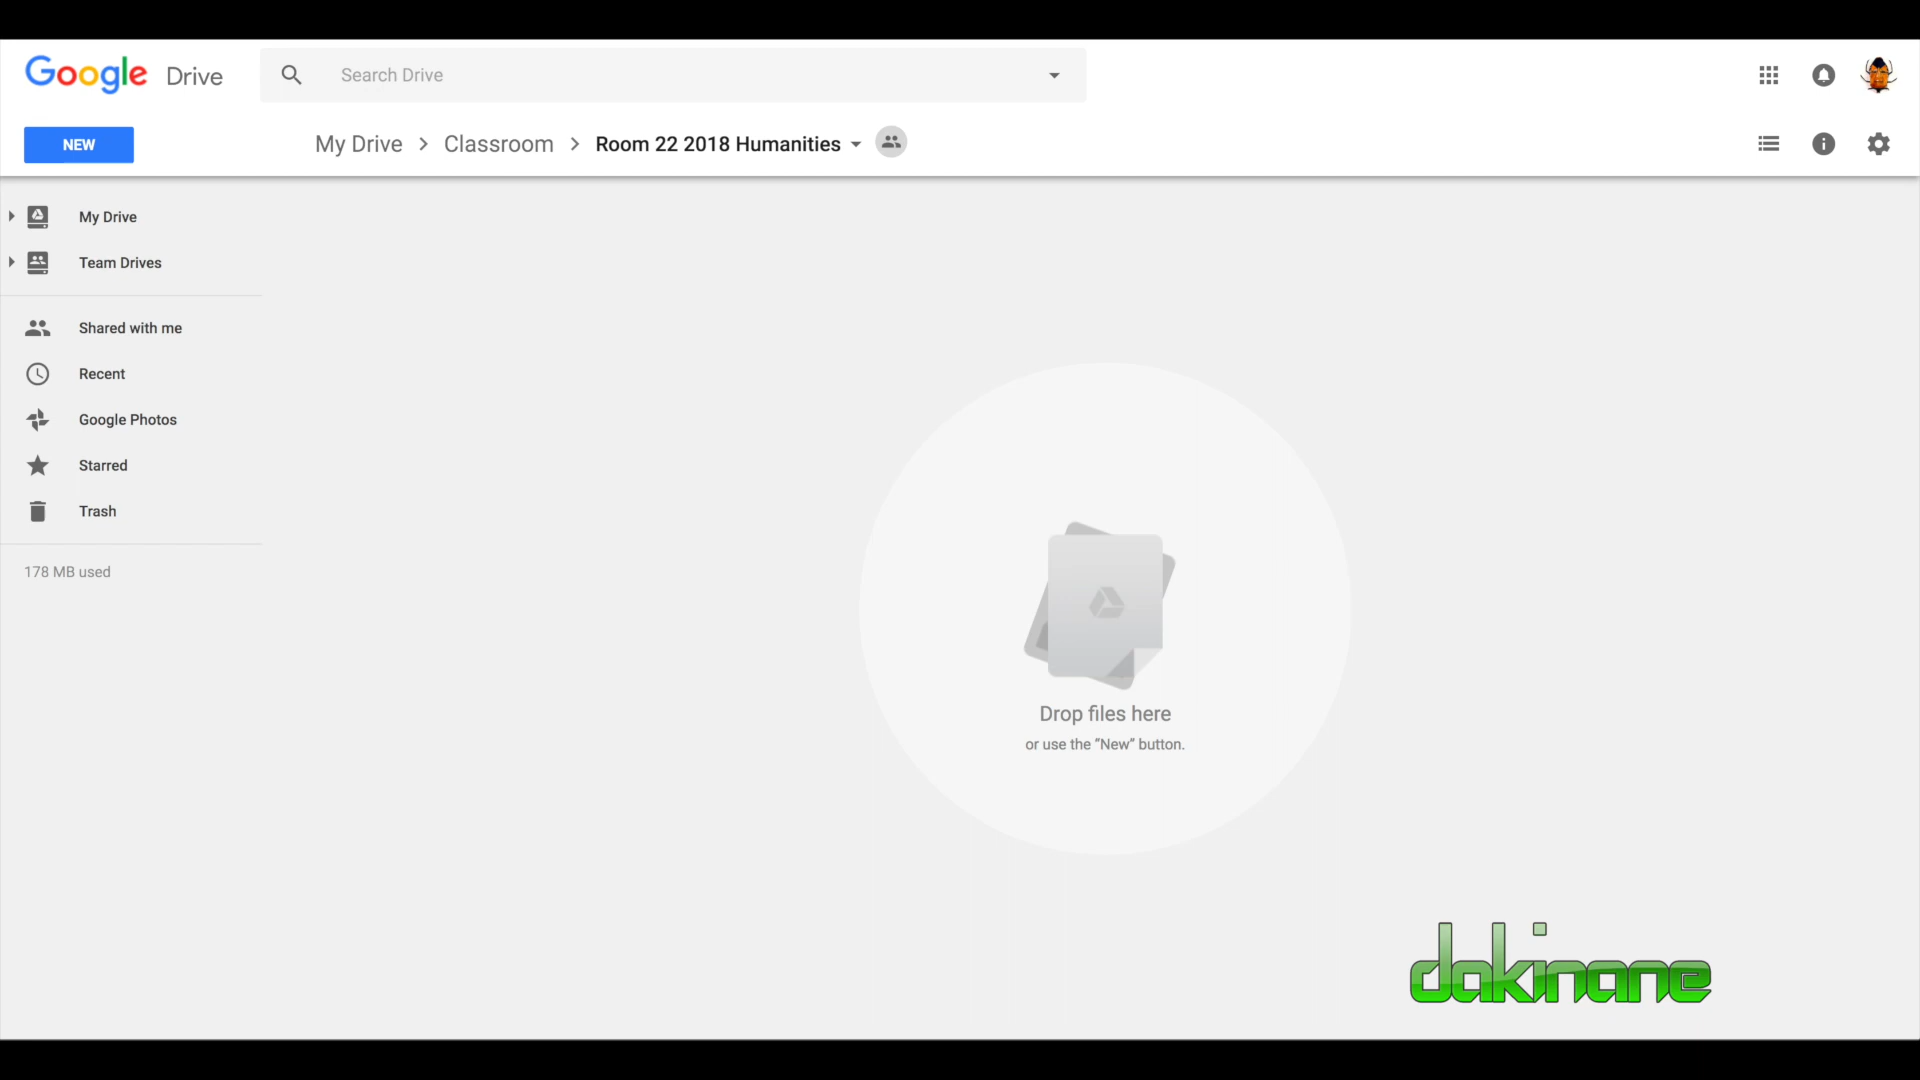 Google Drive
Search Drive
NEW
My Drive > Classroom > Room 22 2018 Humanities
My Drive
Team Drives
Shared with me
Recent
Google Photos
Starred
Trash
178 MB used
Drop files here
or use the “New” button.
dakinane